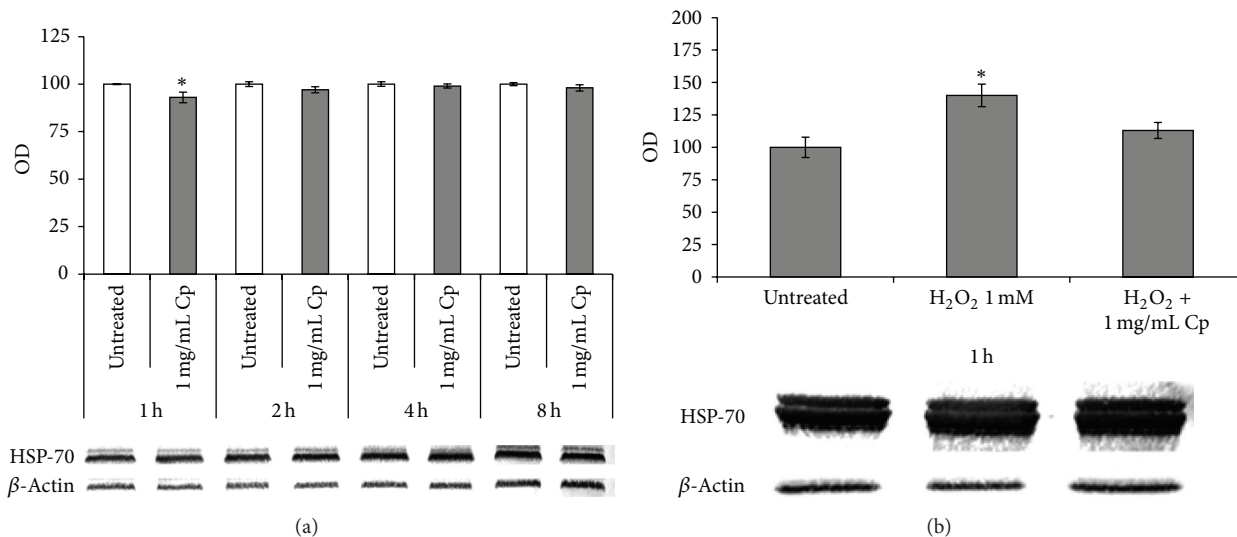 125
100
75
50
25
0
OD
*
Untreated
1 mg/mL Cp
Untreated
1 mg/mL Cp
Untreated
1 mg/mL Cp
Untreated
1 mg/mL Cp
1 h
2 h
4 h
8 h
HSP-70
β-Actin
(a)
200
175
150
125
100
75
50
25
0
OD
*
Untreated
H₂O₂ 1 mM
H₂O₂ +
1 mg/mL Cp
1 h
HSP-70
β-Actin
(b)